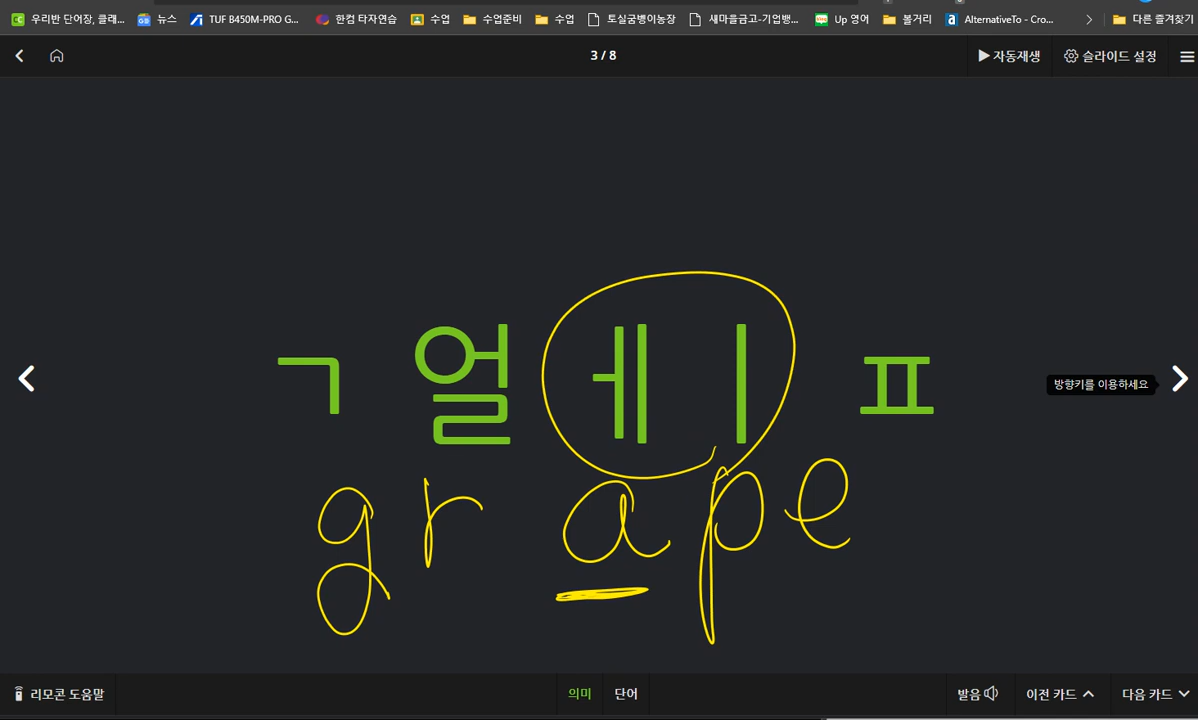 우리반 단어장, 클래... 뉴스 TUF B450M-PRO G... 한컴 타자연습 수업 수업준비 수업 토실굼벵이농장 새마을금고-기업뱅... Up 영어 볼거리 AlternativeTo - Cro... 다른 즐겨찾기
3 / 8 자동재생 슬라이드 설정
ㄱ 얼 ㅔㅣ ㅍ
방향키를 이용하세요
grape
리모콘 도움말 의미 단어 발음 이전 카드 다음 카드